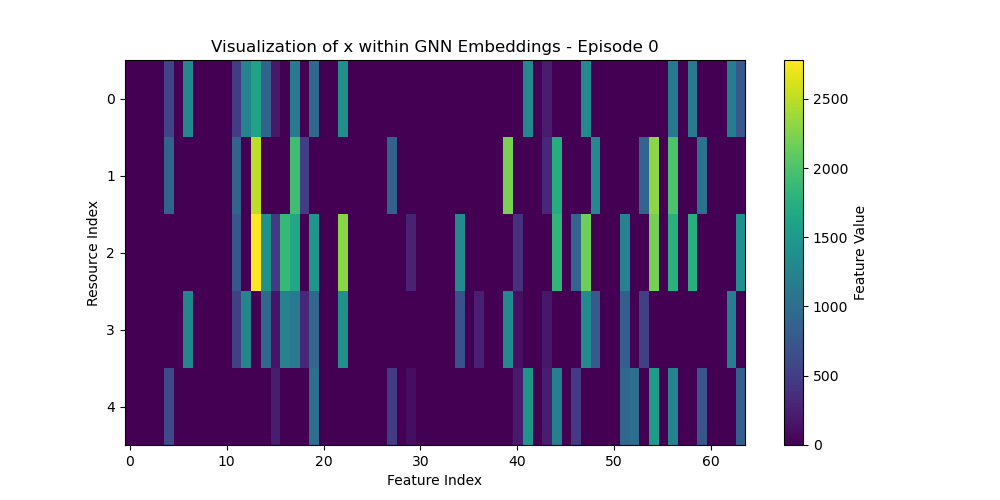 Visualization of x within GNN Embeddings - Episode 0
Resource Index
0
1
2
3
4
0 10 20 30 40 50 60
Feature Index
2500
2000
1500
1000
500
0
Feature Value